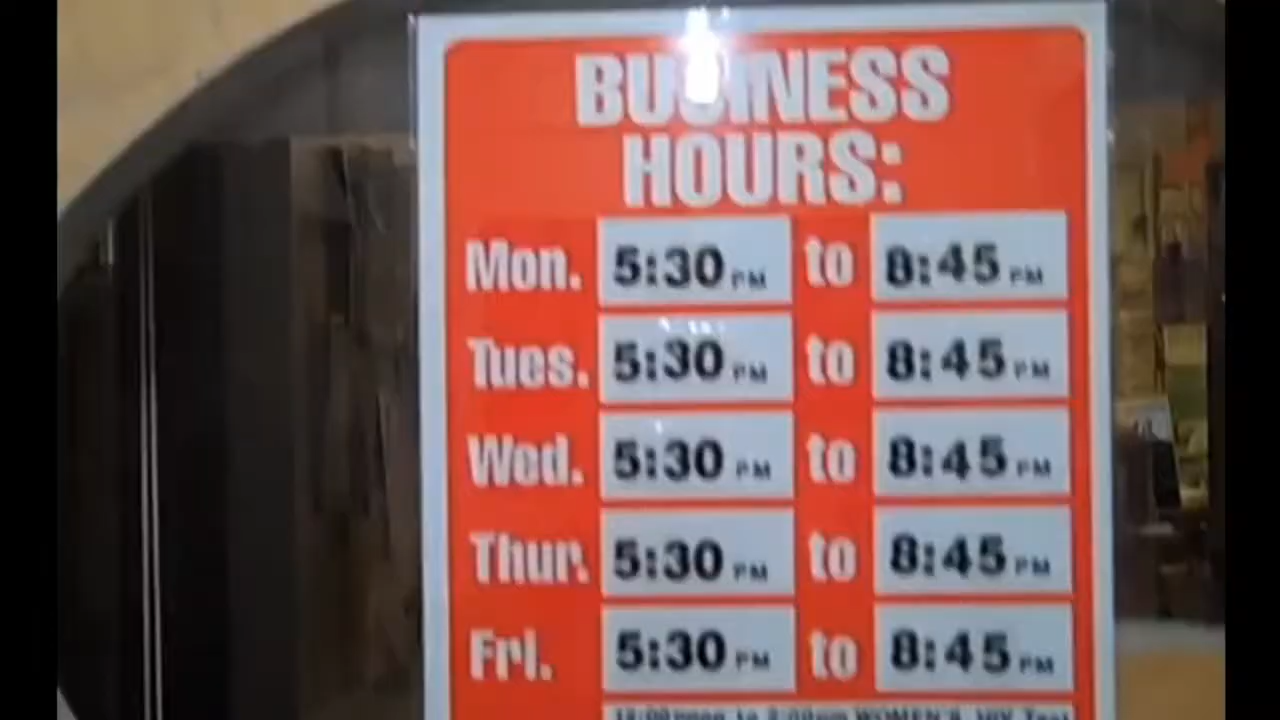 BUSINESS
HOURS:
Mon. 5:30 PM to 8:45 PM
Tues. 5:30 PM to 8:45 PM
Wed. 5:30 PM to 8:45 PM
Thur. 5:30 PM to 8:45 PM
Fri. 5:30 PM to 8:45 PM
to WOMEN'S